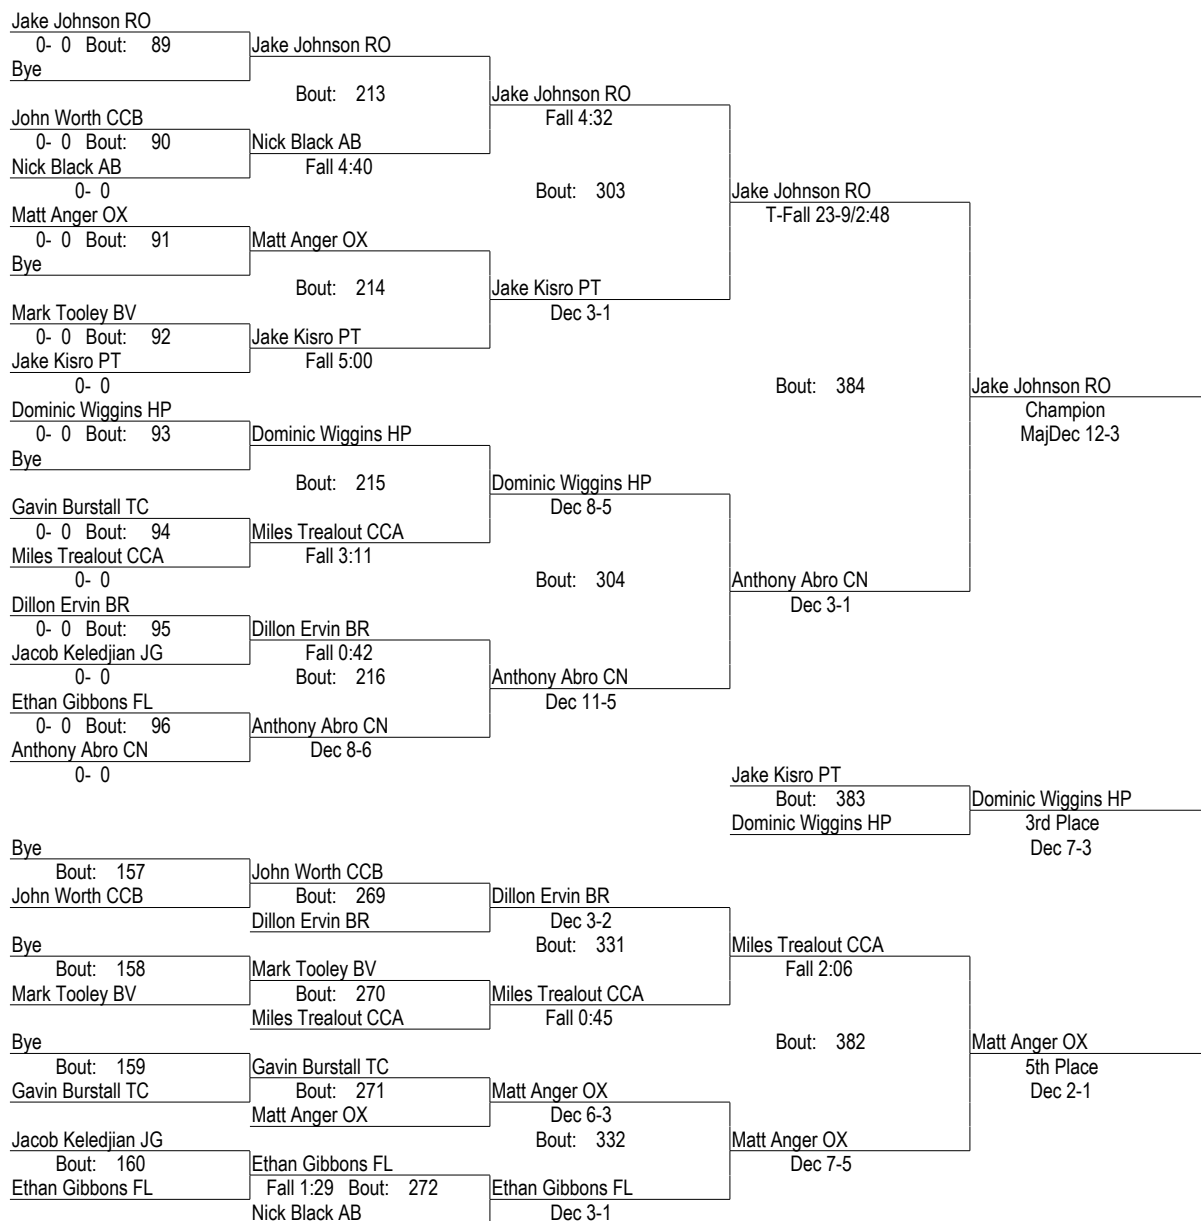 Jake Johnson RO
0- 0 Bout: 89 Jake Johnson RO
Bye
Bout: 213 Jake Johnson RO
John Worth CCB Fall 4:32
0- 0 Bout: 90 Nick Black AB
Nick Black AB Fall 4:40
0- 0 Bout: 303 Jake Johnson RO
Matt Anger OX T-Fall 23-9/2:48
0- 0 Bout: 91 Matt Anger OX
Bye
Bout: 214 Jake Kisro PT
Mark Tooley BV Dec 3-1
0- 0 Bout: 92 Jake Kisro PT
Jake Kisro PT Fall 5:00
0- 0 Bout: 384 Jake Johnson RO
Dominic Wiggins HP Champion
0- 0 Bout: 93 Dominic Wiggins HP MajDec 12-3
Bye
Bout: 215 Dominic Wiggins HP
Gavin Burstall TC Dec 8-5
0- 0 Bout: 94 Miles Trealout CCA
Miles Trealout CCA Fall 3:11
0- 0 Bout: 304 Anthony Abro CN
Dillon Ervin BR Dec 3-1
0- 0 Bout: 95 Dillon Ervin BR
Jacob Keledjian JG Fall 0:42
0- 0 Bout: 216 Anthony Abro CN
Ethan Gibbons FL Dec 11-5
0- 0 Bout: 96 Anthony Abro CN
Anthony Abro CN Dec 8-6
0- 0 Jake Kisro PT
Bout: 383 Dominic Wiggins HP
Dominic Wiggins HP 3rd Place
Bye Dec 7-3
Bout: 157 John Worth CCB
John Worth CCB Bout: 269 Dillon Ervin BR
Dillon Ervin BR Dec 3-2
Bye Bout: 331 Miles Trealout CCA
Bout: 158 Mark Tooley BV Fall 2:06
Mark Tooley BV Bout: 270 Miles Trealout CCA
Miles Trealout CCA Fall 0:45
Bye Bout: 382 Matt Anger OX
Bout: 159 Gavin Burstall TC 5th Place
Gavin Burstall TC Bout: 271 Matt Anger OX Dec 2-1
Matt Anger OX Dec 6-3
Jacob Keledjian JG Bout: 332 Matt Anger OX
Bout: 160 Ethan Gibbons FL Dec 7-5
Ethan Gibbons FL Fall 1:29 Bout: 272 Ethan Gibbons FL
Nick Black AB Dec 3-1